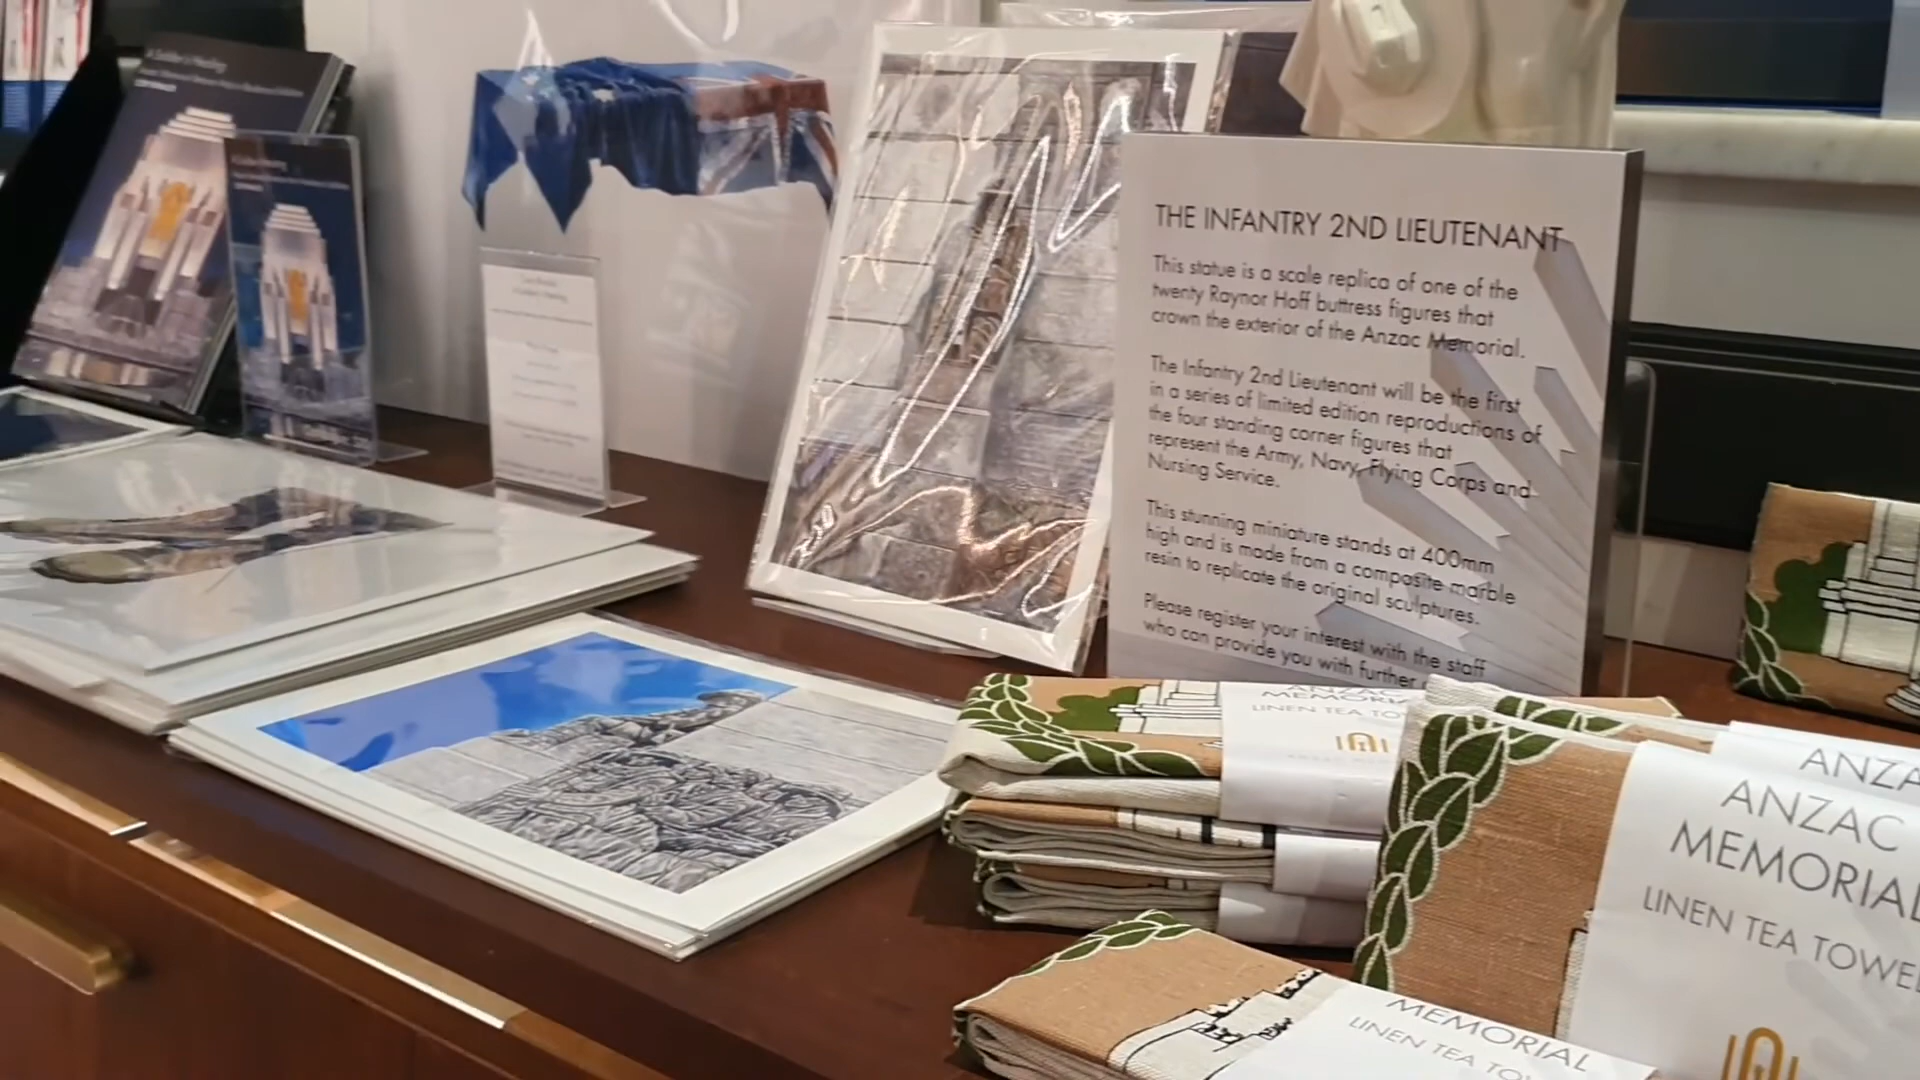 THE INFANTRY 2ND LIEUTENANT
This statue is a scale replica of one of the
twenty Raynor Hoff buttress figures that
crown the exterior of the Anzac Memorial.
The Infantry 2nd Lieutenant will be the first
in a series of limited edition reproductions of
the four standing corner figures that
represent the Army, Navy, Flying Corps and
Nursing Service.
This stunning miniature stands at 400mm
high and is made from a composite marble
resin to replicate the original sculptures.
Please register your interest with the staff
who can provide you with further
ANZAC
MEMORIA
LINEN TEA TO
ANZA
ANZAC
MEMORIAL
LINEN TEA TOWE
MEMORIAL
LINEN TEA TO